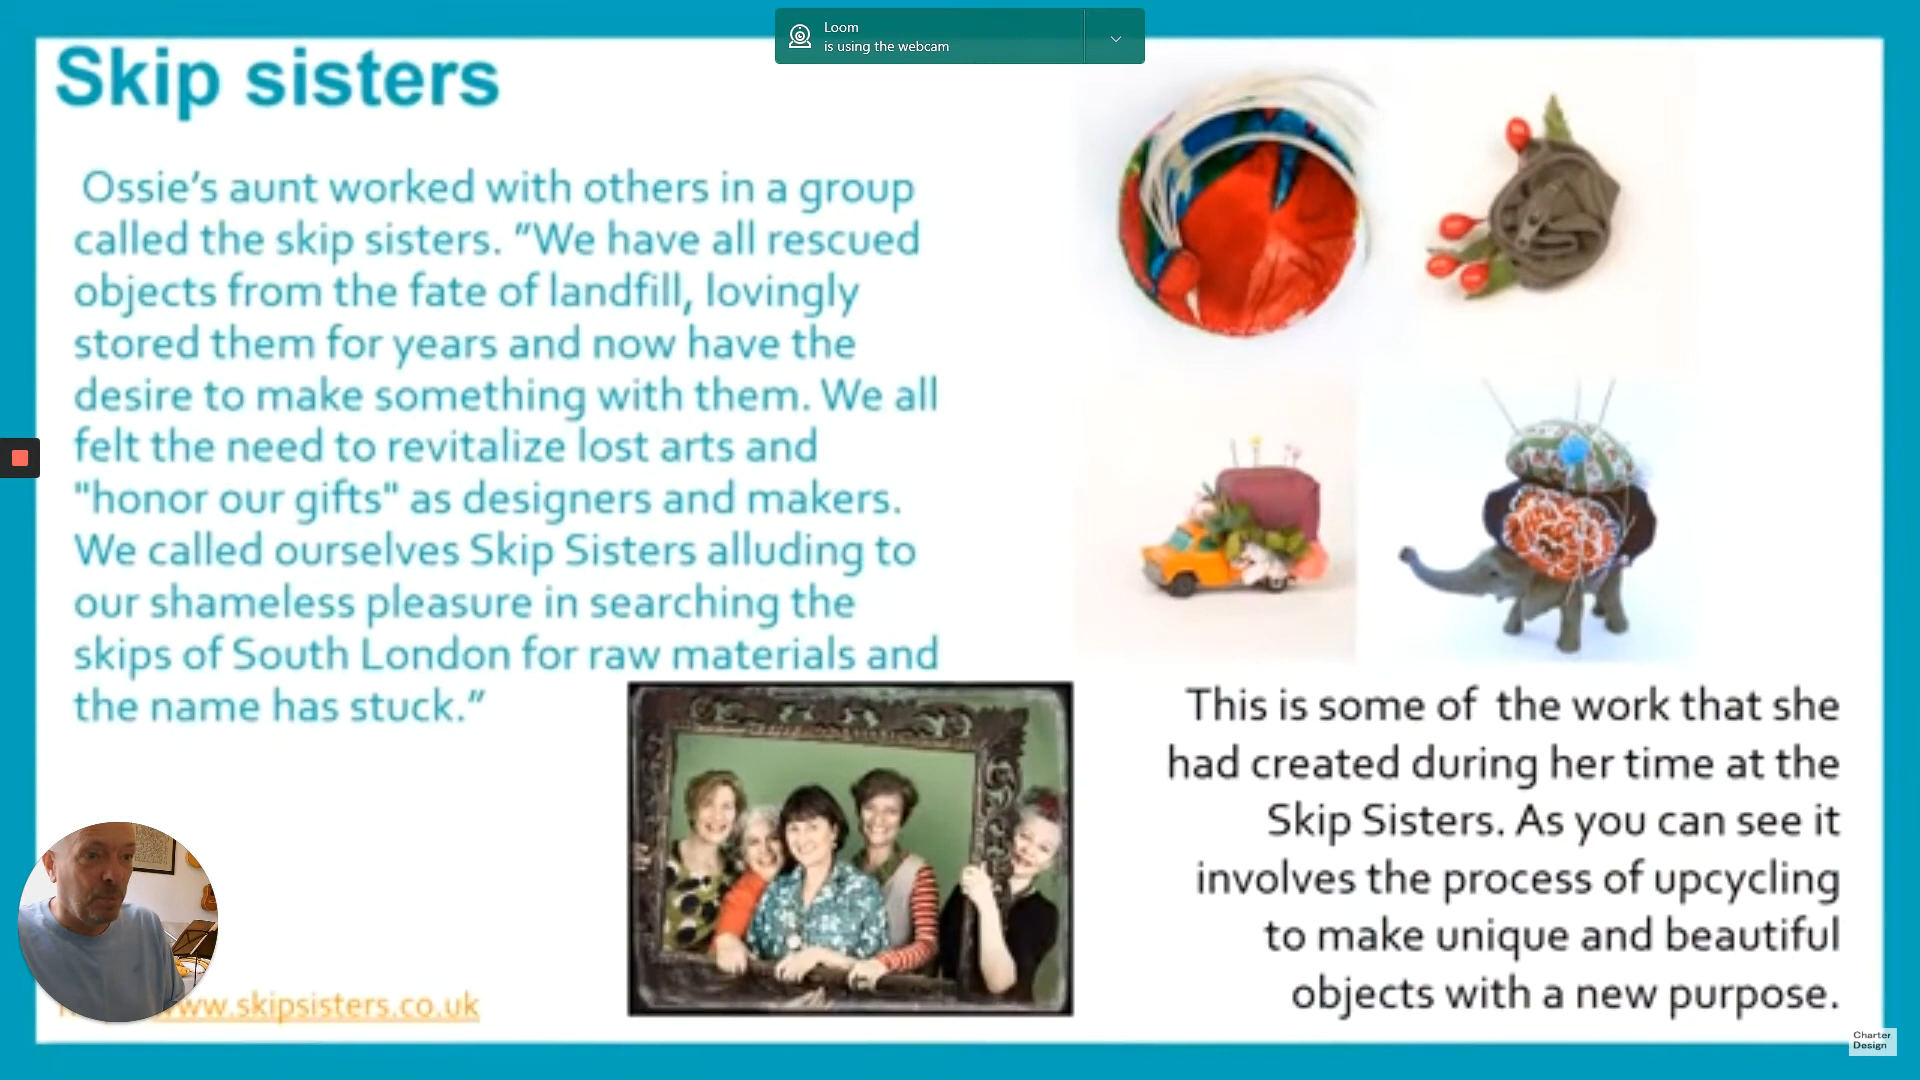 Loom
is using the webcam
Skip sisters
Ossie's aunt worked with others in a group
called the skip sisters. "We have all rescued
objects from the fate of landfill, lovingly
stored them for years and now have the
desire to make something with them. We all
felt the need to revitalize lost arts and
"honor our gifts" as designers and makers.
We called ourselves Skip Sisters alluding to
our shameless pleasure in searching the
skips of South London for raw materials and
the name has stuck."
This is some of the work that she
had created during her time at the
Skip Sisters. As you can see it
involves the process of upcycling
to make unique and beautiful
objects with a new purpose.
www.skipsisters.co.uk
Charter
Design